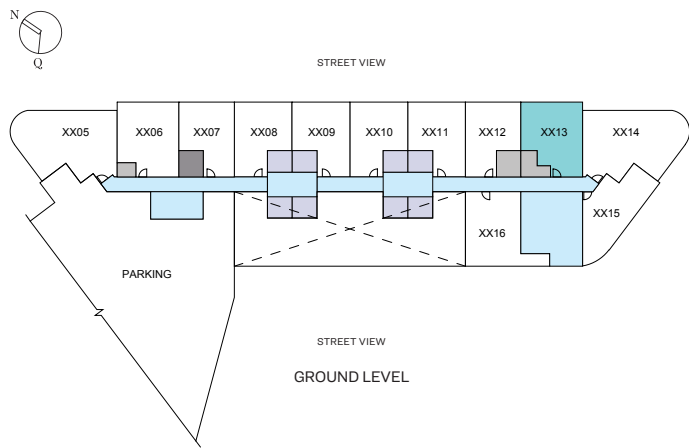 N
Q
STREET VIEW
XX05 XX06 XX07 XX08 XX09 XX10 XX11 XX12 XX13 XX14
XX15
XX16
PARKING
STREET VIEW
GROUND LEVEL